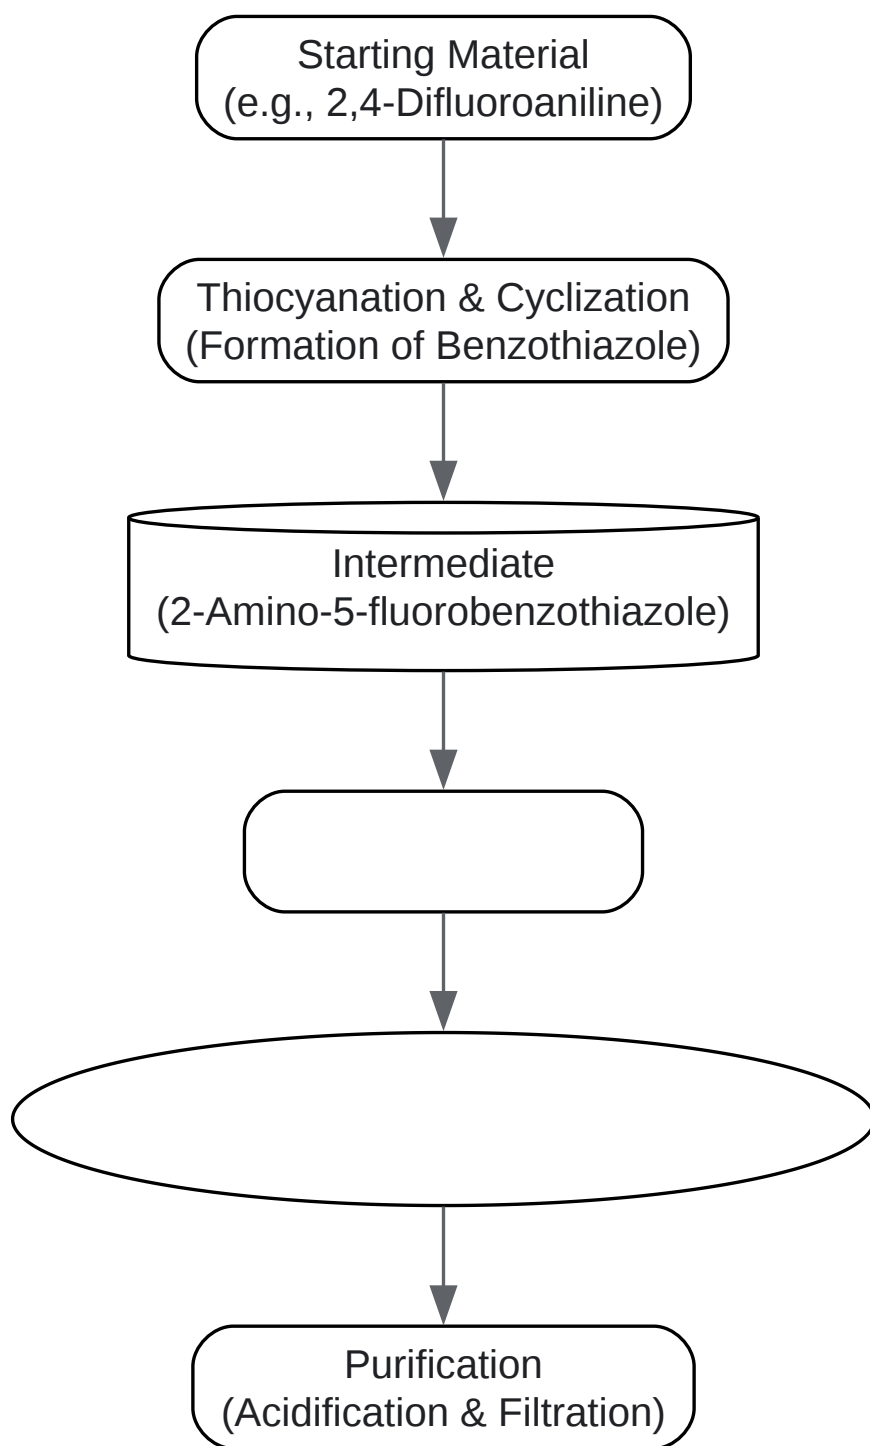 Starting Material
(e.g., 2,4-Difluoroaniline)
Thiocyanation & Cyclization
(Formation of Benzothiazole)
Intermediate
(2-Amino-5-fluorobenzothiazole)
Purification
(Acidification & Filtration)